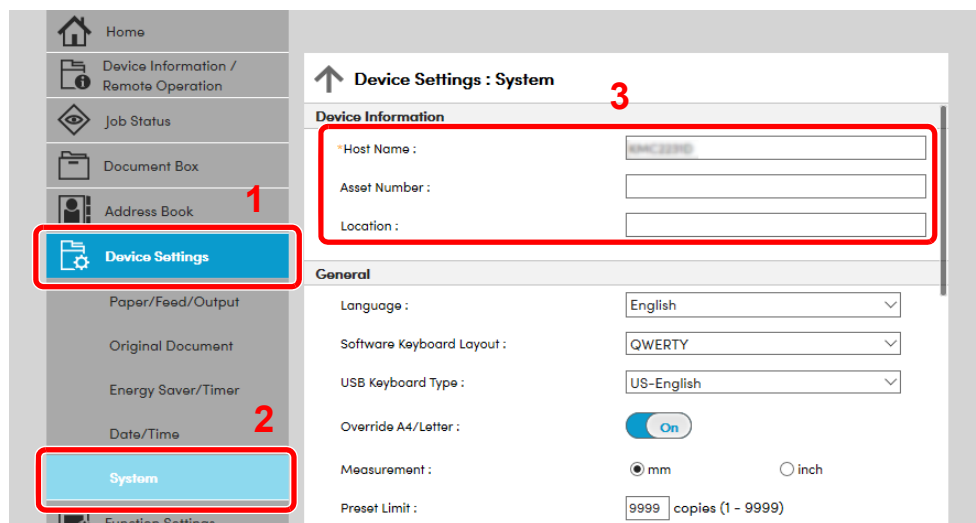 Home
Device Information /
Remote Operation
Job Status
Document Box
Address Book
1
Device Settings
Paper/Feed/Output
Original Document
Energy Saver/Timer
Date/Time
2
System
Function Settings
Device Settings : System
3
Device Information
*Host Name :
Asset Number :
Location :
General
Language : English
Software Keyboard Layout : QWERTY
USB Keyboard Type : US-English
Override A4/Letter : On
Measurement : mm inch
Preset Limit : 9999 copies (1 - 9999)